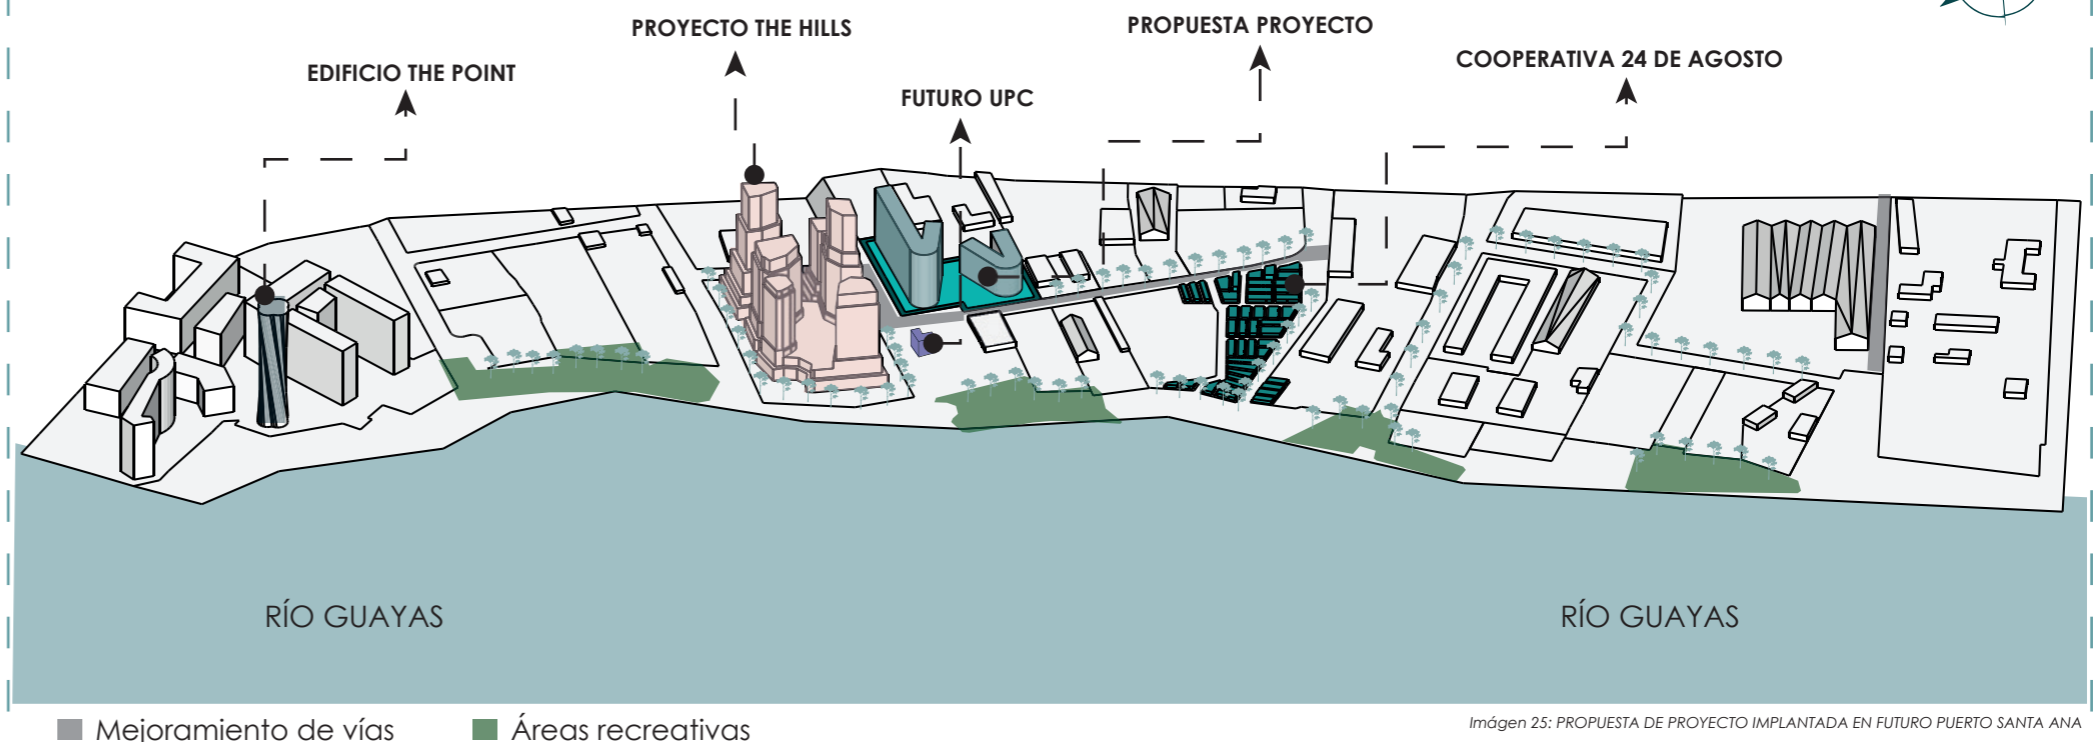 PROYECTO THE HILLS
PROPUESTA PROYECTO
EDIFICIO THE POINT
COOPERATIVA 24 DE AGOSTO
FUTURO UPC
RÍO GUAYAS
RÍO GUAYAS
Mejoramiento de vías
Áreas recreativas
Imágen 25: PROPUESTA DE PROYECTO IMPLANTADA EN FUTURO PUERTO SANTA ANA